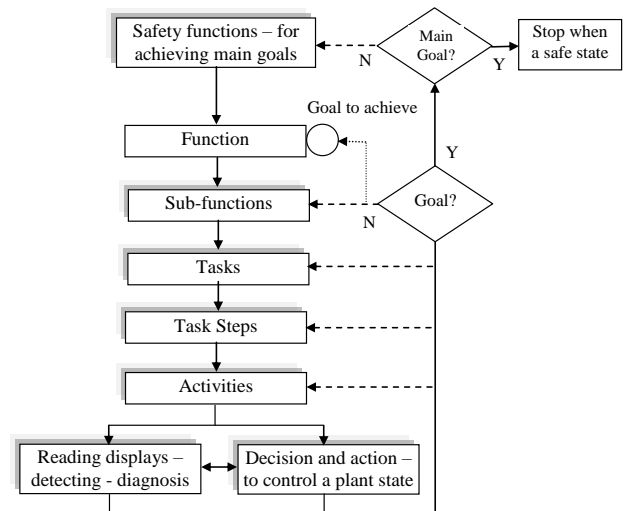 Safety functions – for
achieving main goals
Main
Goal?
Stop when
a safe state
N
Y
Goal to achieve
Function
Y
Sub-functions
Goal?
N
Tasks
Task Steps
Activities
Reading displays –
detecting - diagnosis
Decision and action –
to control a plant state